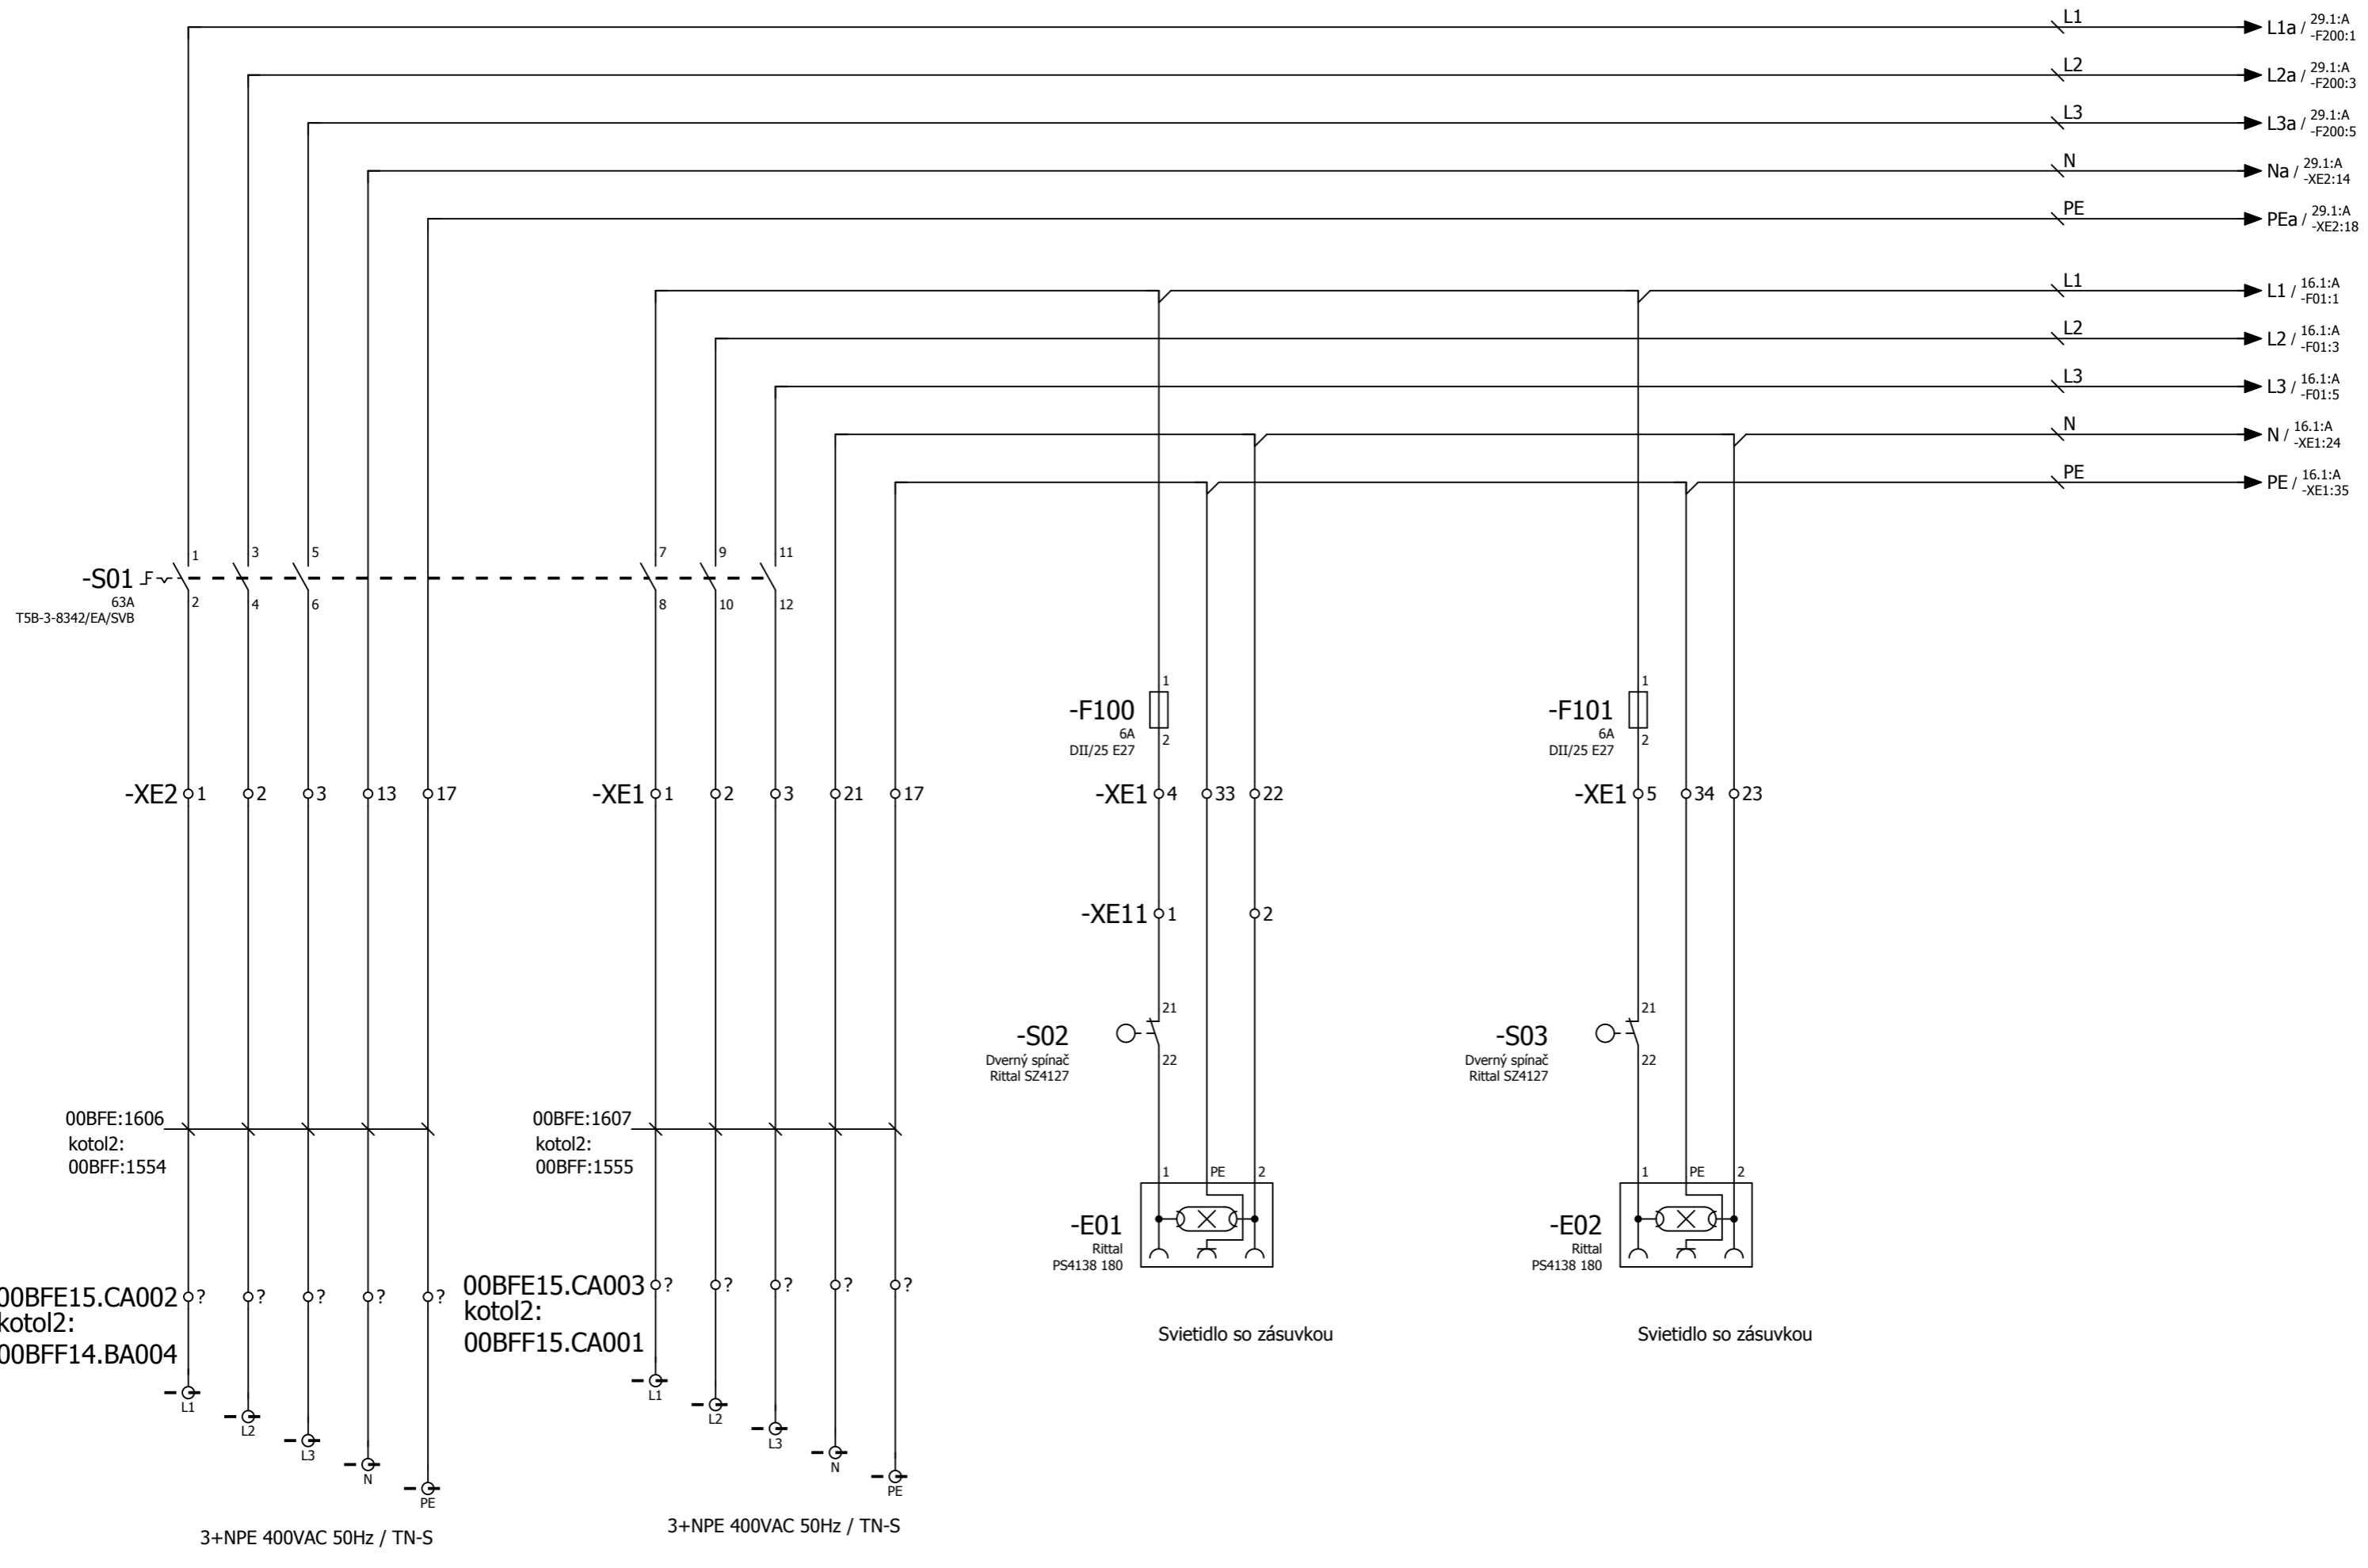 L1
L1a / 29.1:A
-F200:1
L2
L2a / 29.1:A
-F200:3
L3
L3a / 29.1:A
-F200:5
N
Na / 29.1:A
-XE2:14
PE
PEa / 29.1:A
-XE2:18
L1
L1 / 16.1:A
-F01:1
L2
L2 / 16.1:A
-F01:3
L3
L3 / 16.1:A
-F01:5
N
N / 16.1:A
-XE1:24
PE
PE / 16.1:A
-XE1:35
1 3 5 7 9 11
-S01
63A
T5B-3-8342/EA/SVB
2 4 6 8 10 12
1 1
-F100
6A
DII/25 E27
2
-F101
6A
DII/25 E27
2
-XE2 1 2 3 13 17
-XE1 1 2 3 21 17
-XE1 4 33 22
-XE1 5 34 23
-XE11 1 2
21
-S02
Dverný spínač
Rittal SZ4127
22
21
-S03
Dverný spínač
Rittal SZ4127
22
00BFE:1606
kotol2:
00BFF:1554
00BFE:1607
kotol2:
00BFF:1555
1 PE 2
-E01
Rittal
PS4138 180
1 PE 2
-E02
Rittal
PS4138 180
00BFE15.CA002 ? ? ? ? ?
kotol2:
00BFF14.BA004
00BFE15.CA003 ? ? ? ? ?
kotol2:
00BFF15.CA001
Svietidlo so zásuvkou
Svietidlo so zásuvkou
L1
L2
L3
N
PE
L1
L2
L3
N
PE
3+NPE 400VAC 50Hz / TN-S
3+NPE 400VAC 50Hz / TN-S